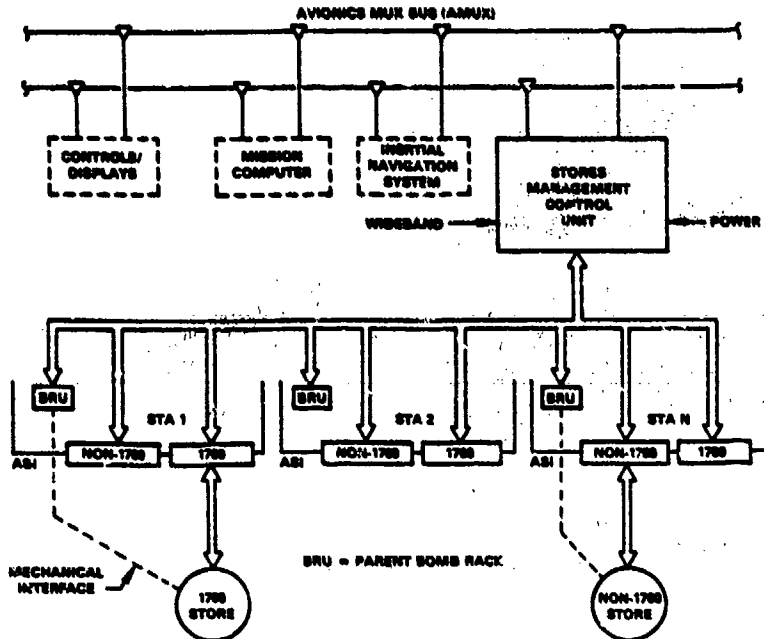 AVIONICS MUX BUS (AMUX)
CONTROLS/
DISPLAYS
MISSION
COMPUTER
INERTIAL
NAVIGATION
SYSTEM
STORES
MANAGEMENT
CONTROL
UNIT
WIDEBAND
POWER
BRU
BRU
BRU
STA 1
STA 2
STA N
ASI
NON-1760
1760
ASI
NON-1760
1760
ASI
NON-1760
1760
MECHANICAL
INTERFACE
1760
STORE
BRU = PARENT BOMB RACK
NON-1760
STORE